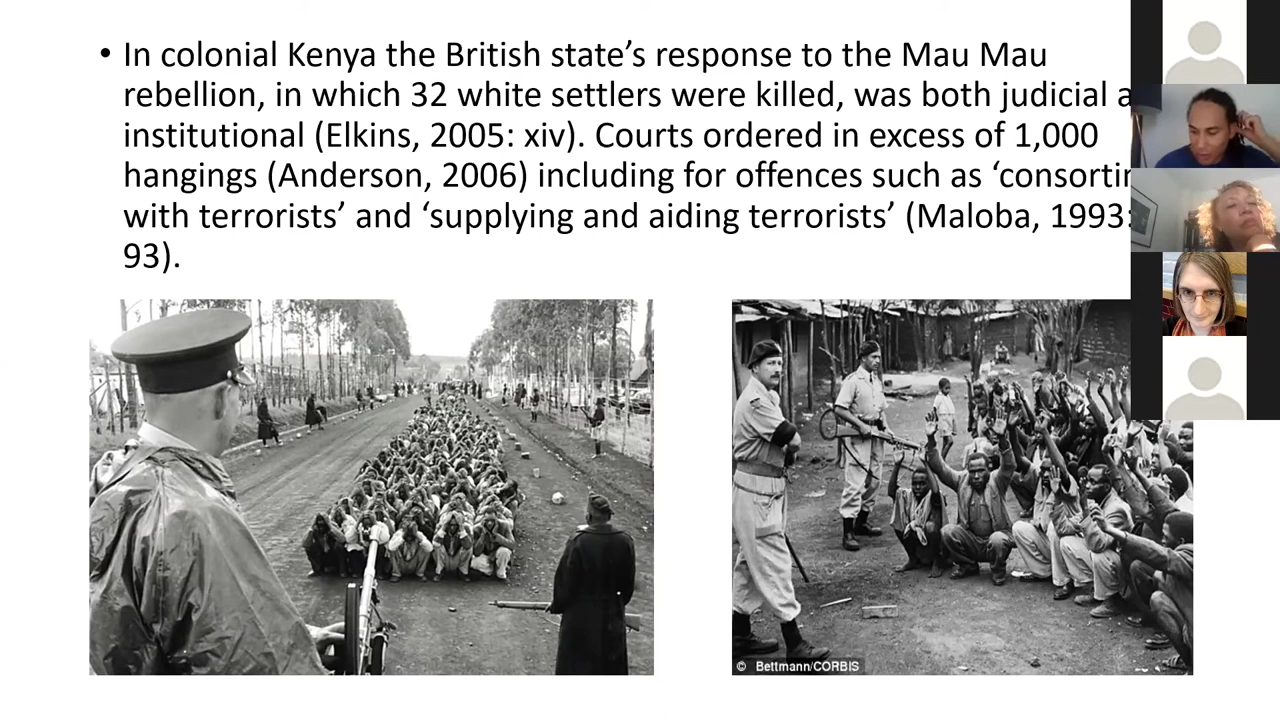 • In colonial Kenya the British state’s response to the Mau Mau
rebellion, in which 32 white settlers were killed, was both judicial a
institutional (Elkins, 2005: xiv). Courts ordered in excess of 1,000
hangings (Anderson, 2006) including for offences such as ‘consortin
with terrorists’ and ‘supplying and aiding terrorists’ (Maloba, 1993:
93).
© Bettmann/CORBIS